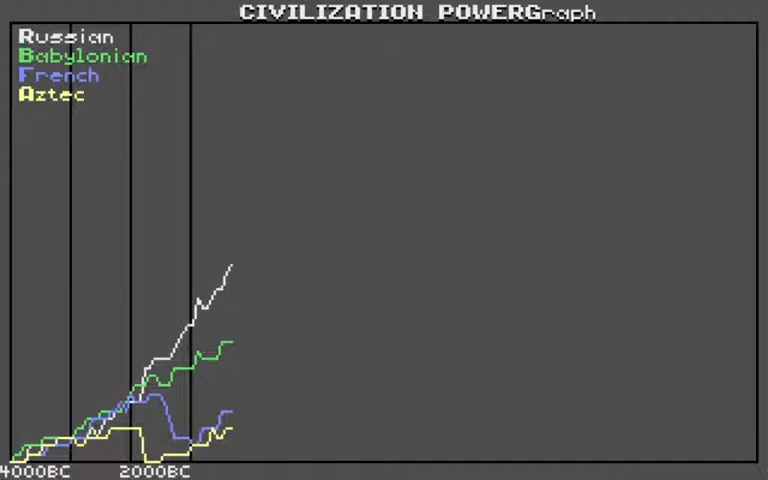 CIVILIZATION POWERGraph
Russian
Babylonian
French
Aztec
4000BC 2000BC